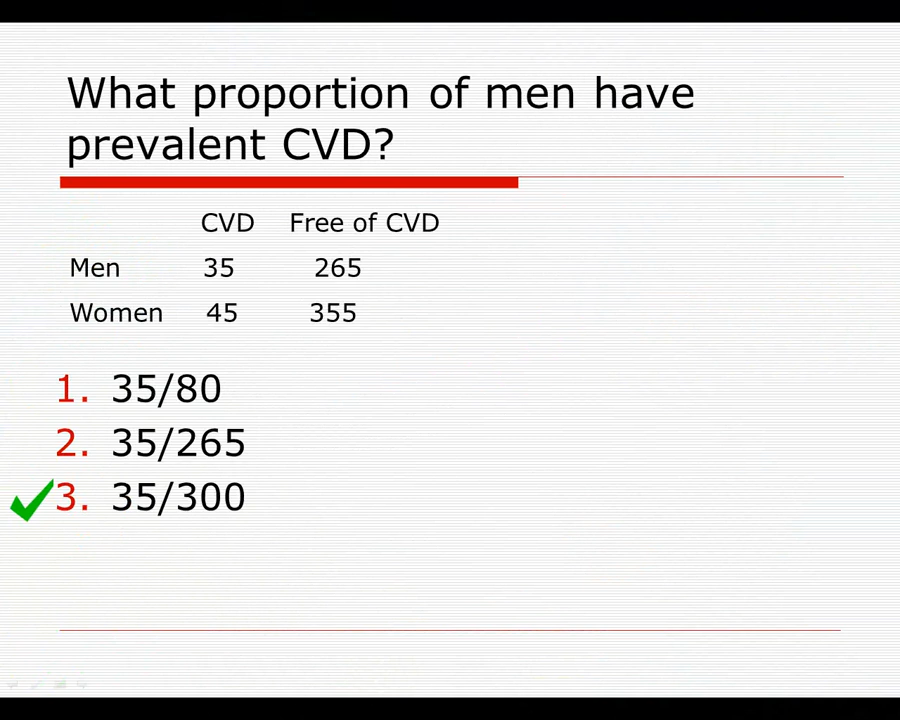 What proportion of men have
prevalent CVD?
CVD Free of CVD
Men 35 265
Women 45 355
1. 35/80
2. 35/265
3. 35/300